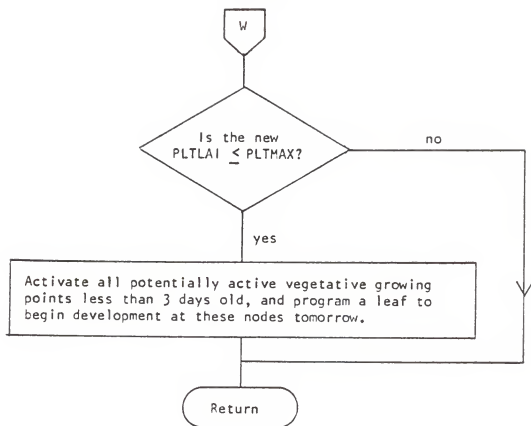 W
Is the new
PLTLAI ≤ PLTMAX?
no
yes
Activate all potentially active vegetative growing
points less than 3 days old, and program a leaf to
begin development at these nodes tomorrow.
Return